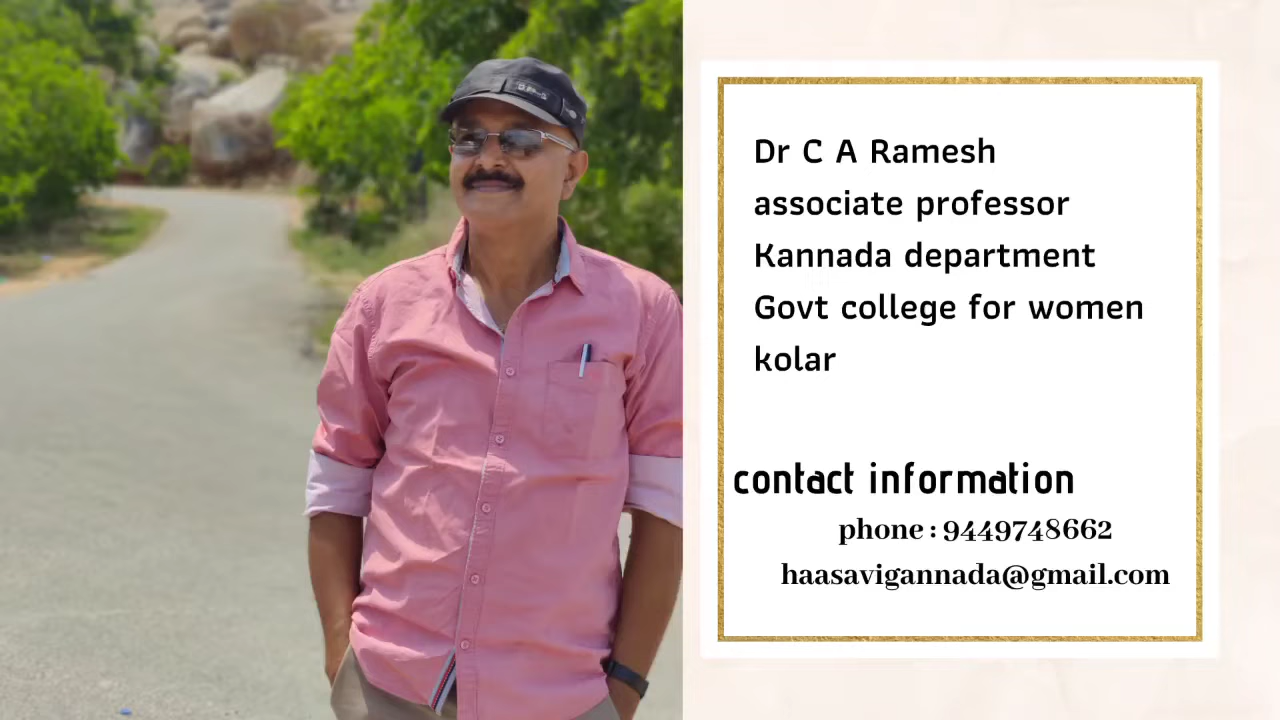 Dr C A Ramesh
associate professor
Kannada department
Govt college for women
kolar
contact information
phone : 9449748662
haasavigannada@gmail.com